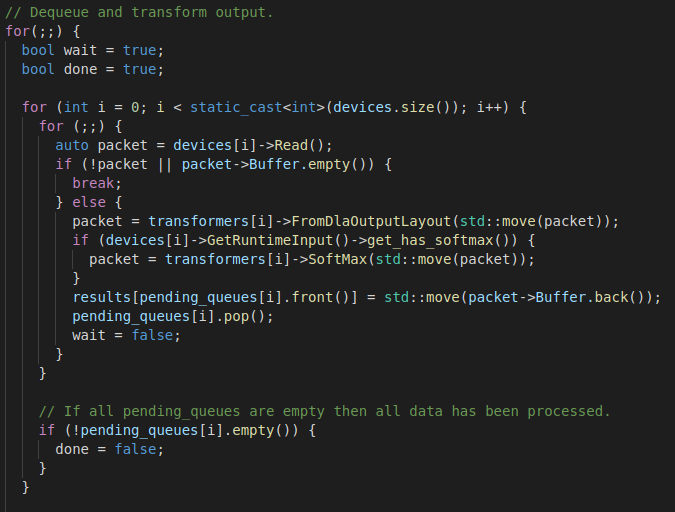 // Dequeue and transform output.
for(;;) {
  bool wait = true;
  bool done = true;

  for (int i = 0; i < static_cast<int>(devices.size()); i++) {
    for (;;) {
      auto packet = devices[i]->Read();
      if (!packet || packet->Buffer.empty()) {
        break;
      } else {
        packet = transformers[i]->FromDlaOutputLayout(std::move(packet));
        if (devices[i]->GetRuntimeInput()->get_has_softmax()) {
          packet = transformers[i]->SoftMax(std::move(packet));
        }
        results[pending_queues[i].front()] = std::move(packet->Buffer.back());
        pending_queues[i].pop();
        wait = false;
      }
    }

    // If all pending_queues are empty then all data has been processed.
    if (!pending_queues[i].empty()) {
      done = false;
    }
  }